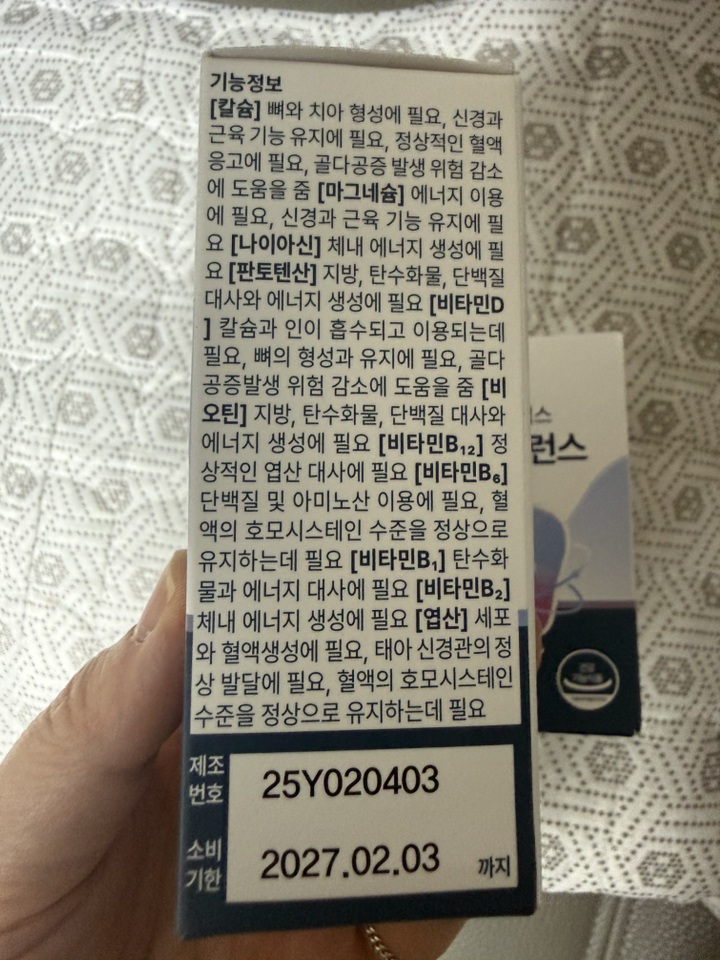 기능정보
[칼슘] 뼈와 치아 형성에 필요, 신경과
근육 기능 유지에 필요, 정상적인 혈액
응고에 필요, 골다공증 발생 위험 감소
에 도움을 줌 [마그네슘] 에너지 이용
에 필요, 신경과 근육 기능 유지에 필
요 [나이아신] 체내 에너지 생성에 필
요 [판토텐산] 지방, 탄수화물, 단백질
대사와 에너지 생성에 필요 [비타민D
] 칼슘과 인이 흡수되고 이용되는데
필요, 뼈의 형성과 유지에 필요, 골다
공증발생 위험 감소에 도움을 줌 [비
오틴] 지방, 탄수화물, 단백질 대사와
에너지 생성에 필요 [비타민B₁₂] 정
상적인 엽산 대사에 필요 [비타민B₆]
단백질 및 아미노산 이용에 필요, 혈
액의 호모시스테인 수준을 정상으로
유지하는데 필요 [비타민B₁] 탄수화
물과 에너지 대사에 필요 [비타민B₂]
체내 에너지 생성에 필요 [엽산] 세포
와 혈액생성에 필요, 태아 신경관의 정
상 발달에 필요, 혈액의 호모시스테인
수준을 정상으로 유지하는데 필요
제조
번호
25Y020403
소비
기한
2027.02.03 까지
스
런스